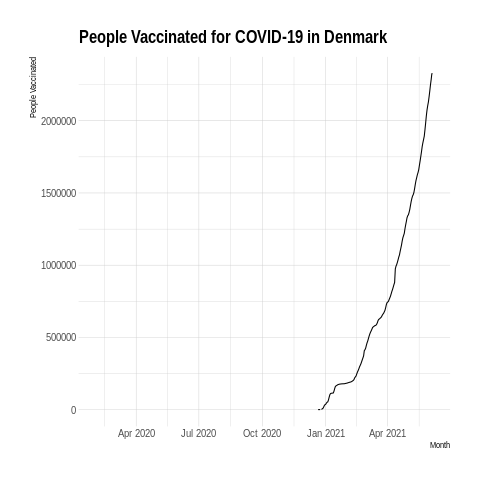 People Vaccinated for COVID-19 in Denmark
People Vaccinated
2000000
1500000
1000000
500000
0
Apr 2020 Jul 2020 Oct 2020 Jan 2021 Apr 2021
Month